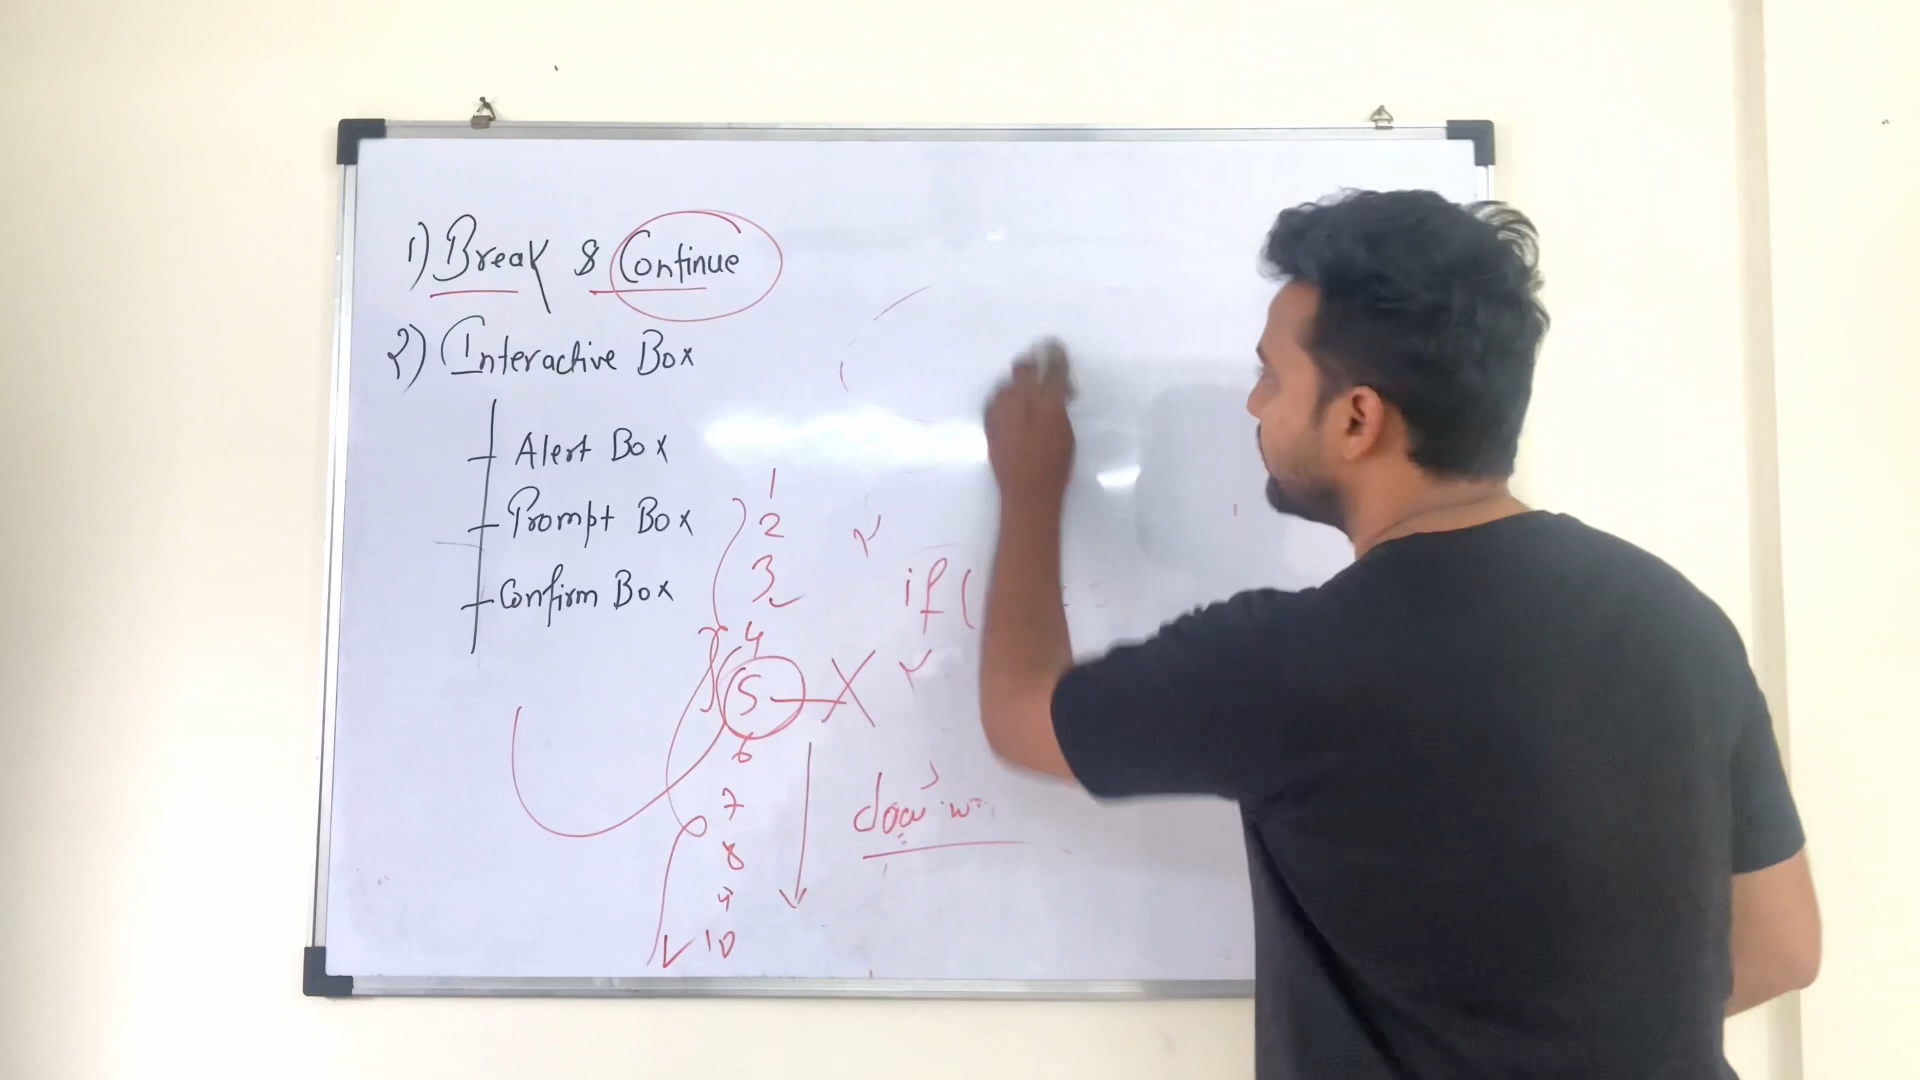 1) Break & Continue
2) Interactive Box
Alert Box
Prompt Box
Confirm Box
1
2
3
4
5
6
7
8
9
10
if (